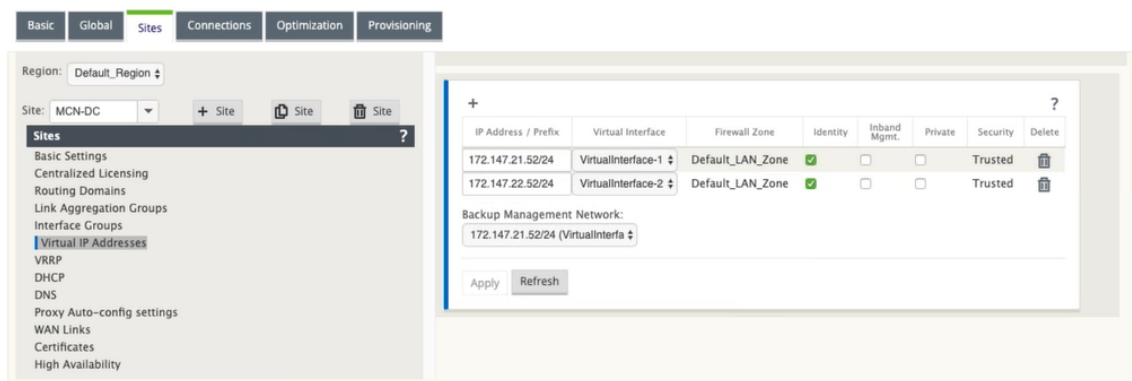 Basic Global Sites Connections Optimization Provisioning
Region: Default_Region
Site: MCN-DC + Site Site Site
Sites ?
Basic Settings
Centralized Licensing
Routing Domains
Link Aggregation Groups
Interface Groups
Virtual IP Addresses
VRRP
DHCP
DNS
Proxy Auto-config settings
WAN Links
Certificates
High Availability
+ ?
IP Address / Prefix Virtual Interface Firewall Zone Identity Inband Mgmt. Private Security Delete
172.147.21.52/24 VirtualInterface-1 Default_LAN_Zone Trusted
172.147.22.52/24 VirtualInterface-2 Default_LAN_Zone Trusted
Backup Management Network:
172.147.21.52/24 (VirtualInterfa
Apply Refresh